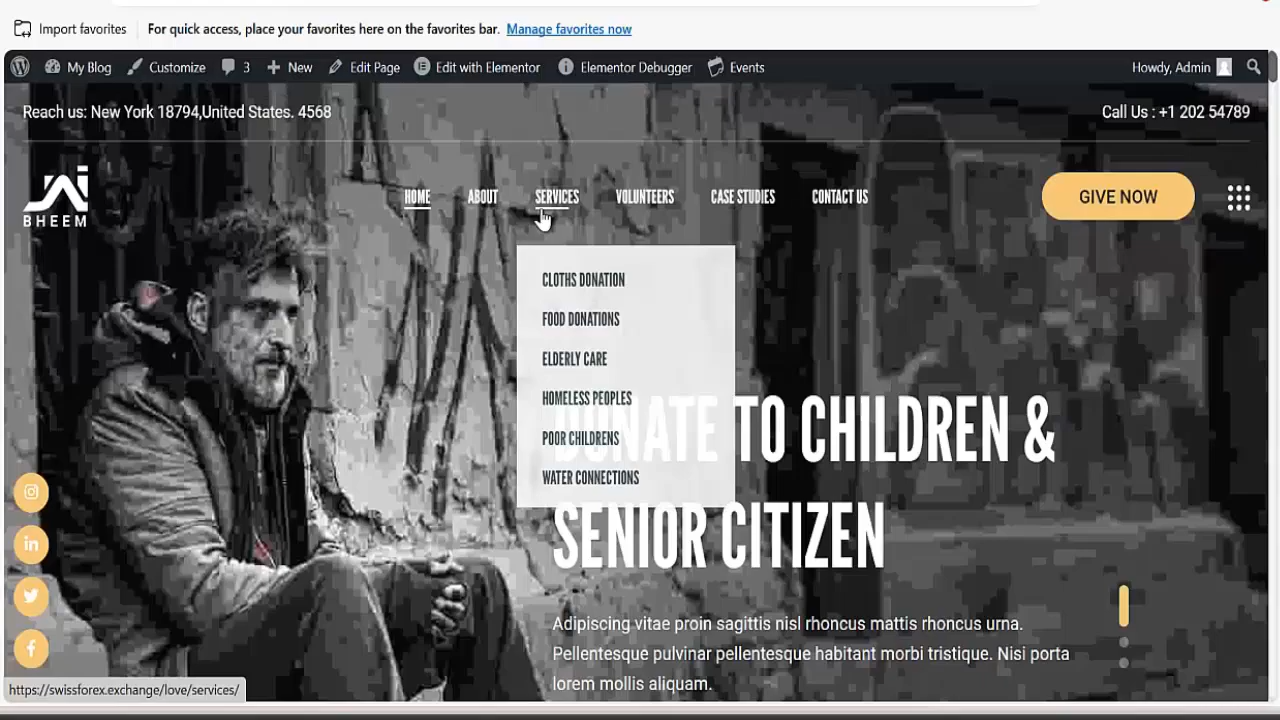 Import favorites For quick access, place your favorites here on the favorites bar. Manage favorites now
My Blog Customize 3 New Edit Page Edit with Elementor Elementor Debugger Events Howdy, Admin
Reach us: New York 18794,United States. 4568 Call Us : +1 202 54789
BHEEM
HOME ABOUT SERVICES VOLUNTEERS CASE STUDIES CONTACT US GIVE NOW
CLOTHS DONATION
FOOD DONATIONS
ELDERLY CARE
HOMELESS PEOPLES
POOR CHILDRENS
WATER CONNECTIONS
DONATE TO CHILDREN &
SENIOR CITIZEN
Adipiscing vitae proin sagittis nisl rhoncus mattis rhoncus urna.
Pellentesque pulvinar pellentesque habitant morbi tristique. Nisi porta
lorem mollis aliquam.
https://swissforex.exchange/love/services/